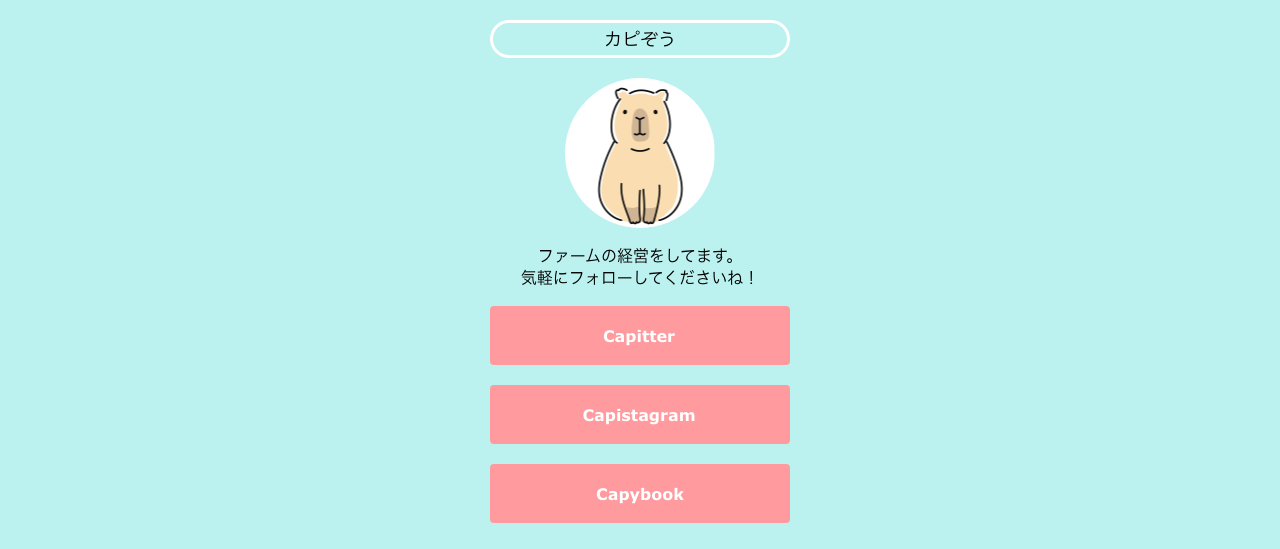 カピぞう
ファームの経営をしてます。
気軽にフォローしてくださいね！
Capitter
Capistagram
Capybook